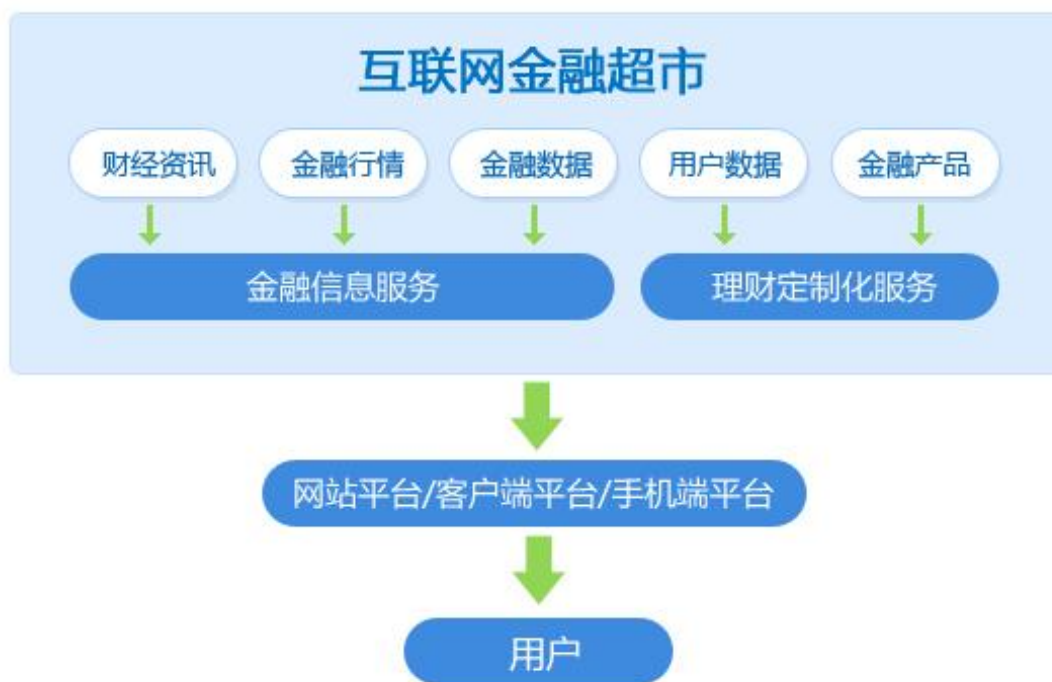 互联网金融超市
财经资讯 金融行情 金融数据 用户数据 金融产品
金融信息服务 理财定制化服务
网站平台/客户端平台/手机端平台
用户